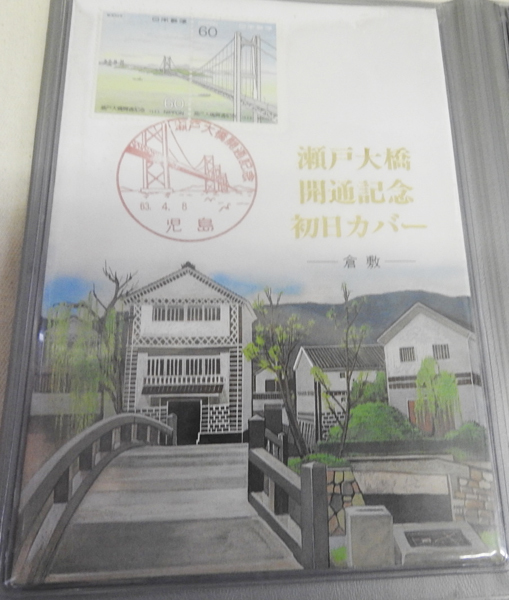 日本郵便
60
60
瀬戸大橋開通記念
63. 4. 8
児島
瀬戸大橋
開通記念
初日カバー
倉敷